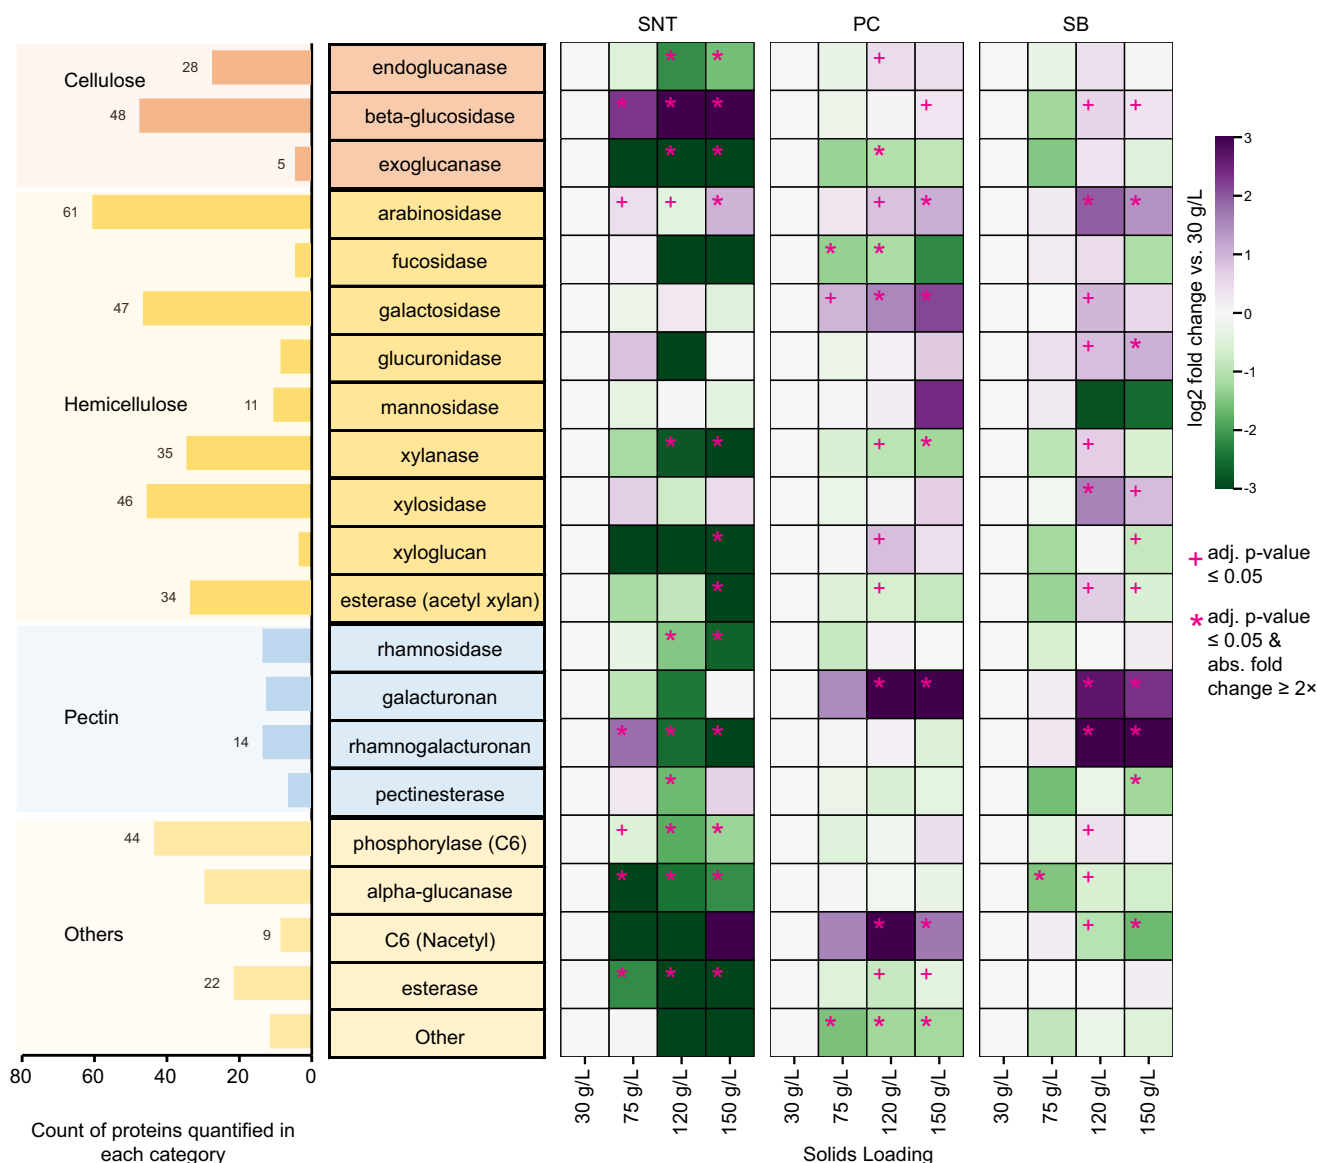 SNT PC SB
Cellulose
28 endoglucanase * * +
48 beta-glucosidase * * * + + +
5 exoglucanase * * *
61 arabinosidase + + * + * * *
fucosidase * *
47 galactosidase + * * +
glucuronidase + *
Hemicellulose
11 mannosidase
35 xylanase * * + * +
46 xylosidase * +
xyloglucan * + +
34 esterase (acetyl xylan) * + + +
rhamnosidase * *
galacturonan * * * *
Pectin
14 rhamnogalacturonan * * * * *
pectinesterase * *
44 phosphorylase (C6) + * * +
alpha-glucanase * * * * +
Others
9 C6 (Nacetyl) * * + *
22 esterase * * * + +
Other * * *
80 60 40 20 0
Count of proteins quantified in
each category
30 g/L 75 g/L 120 g/L 150 g/L 30 g/L 75 g/L 120 g/L 150 g/L 30 g/L 75 g/L 120 g/L 150 g/L
Solids Loading
log2 fold change vs. 30 g/L
3
2
1
0
-1
-2
-3
+ adj. p-value
≤ 0.05
* adj. p-value
≤ 0.05 &
abs. fold
change ≥ 2×